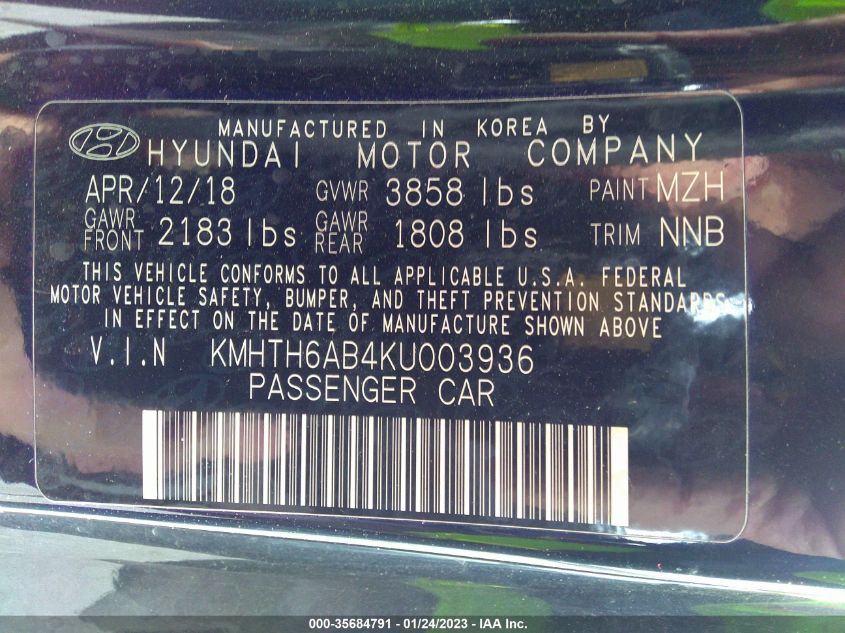 MANUFACTURED IN KOREA BY
HYUNDAI MOTOR COMPANY
APR/12/18 GVWR 3858 lbs PAINT MZH
GAWR FRONT 2183 lbs GAWR REAR 1808 lbs TRIM NNB
THIS VEHICLE CONFORMS TO ALL APPLICABLE U.S.A. FEDERAL
MOTOR VEHICLE SAFETY, BUMPER, AND THEFT PREVENTION STANDARDS
IN EFFECT ON THE DATE OF MANUFACTURE SHOWN ABOVE
V.I.N KMHTH6AB4KU003936
PASSENGER CAR
000-35684791 - 01/24/2023 - IAA Inc.